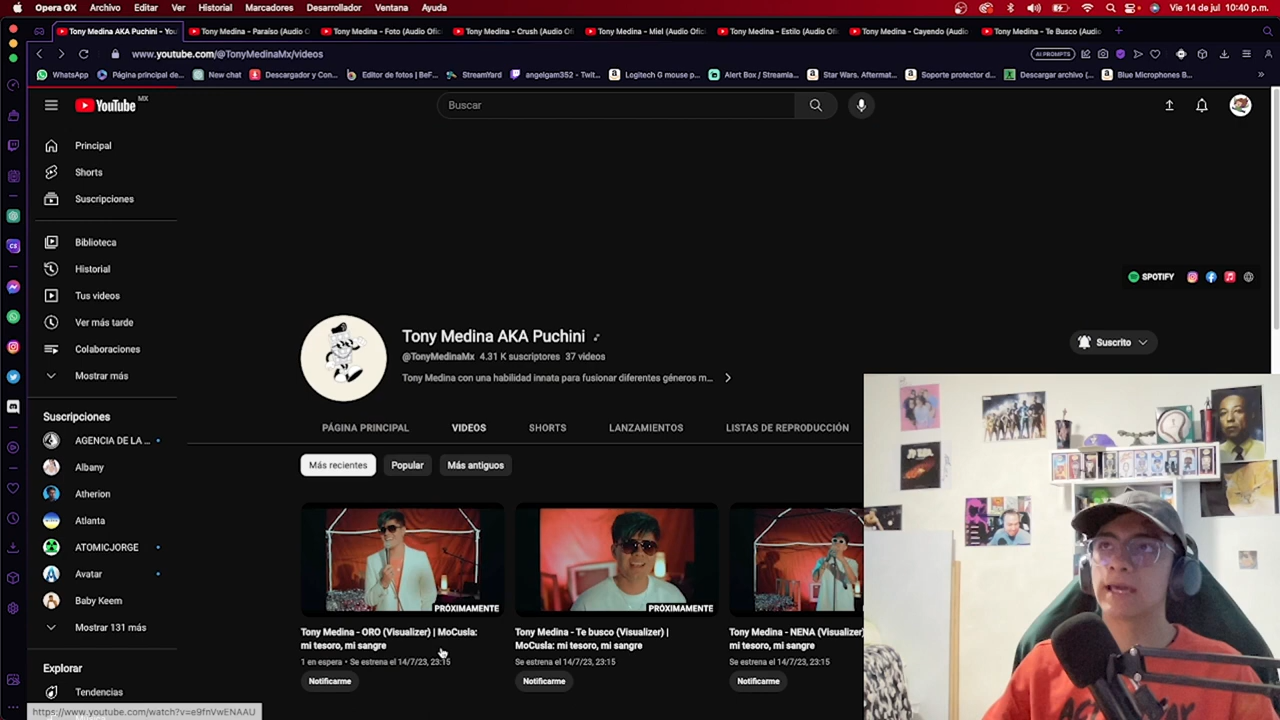 Opera GX Archivo Editar Ver Historial Marcadores Desarrollador Ventana Ayuda
Vie 14 de jul 10:40 p.m.
Tony Medina AKA Puchini - You
Tony Medina - Paraíso (Audio O
Tony Medina - Foto (Audio Ofic
Tony Medina - Crush (Audio Ofi
Tony Medina - Miel (Audio Ofic
Tony Medina - Estilo (Audio Ofi
Tony Medina - Cayendo (Audio
Tony Medina - Te Busco (Audio
www.youtube.com/@TonyMedinaMx/videos
AI PROMPTS
WhatsApp
Página principal de...
New chat
Descargador y Con...
Editor de fotos | BeF...
StreamYard
angelgam352 - Twit...
Logitech G mouse p...
Alert Box / Streamla...
Star Wars. Aftermat...
Soporte protector d...
Descargar archivo (...
Blue Microphones B...
YouTube MX
Buscar
Principal
Shorts
Suscripciones
Biblioteca
Historial
Tus videos
Ver más tarde
Colaboraciones
Mostrar más
Suscripciones
AGENCIA DE LA ...
Albany
Atherion
Atlanta
ATOMICJORGE
Avatar
Baby Keem
Mostrar 131 más
Explorar
Tendencias
https://www.youtube.com/watch?v=e9fnVwENAAU
SPOTIFY
Tony Medina AKA Puchini
@TonyMedinaMx 4.31 K suscriptores 37 videos
Tony Medina con una habilidad innata para fusionar diferentes géneros m...
Suscrito
PÁGINA PRINCIPAL VIDEOS SHORTS LANZAMIENTOS LISTAS DE REPRODUCCIÓN
Más recientes Popular Más antiguos
PRÓXIMAMENTE
Tony Medina - ORO (Visualizer) | MoCusla:
mi tesoro, mi sangre
1 en espera • Se estrena el 14/7/23, 23:15
Notificarme
PRÓXIMAMENTE
Tony Medina - Te busco (Visualizer) |
MoCusla: mi tesoro, mi sangre
Se estrena el 14/7/23, 23:15
Notificarme
Tony Medina - NENA (Visualizer)
mi tesoro, mi sangre
Se estrena el 14/7/23, 23:15
Notificarme